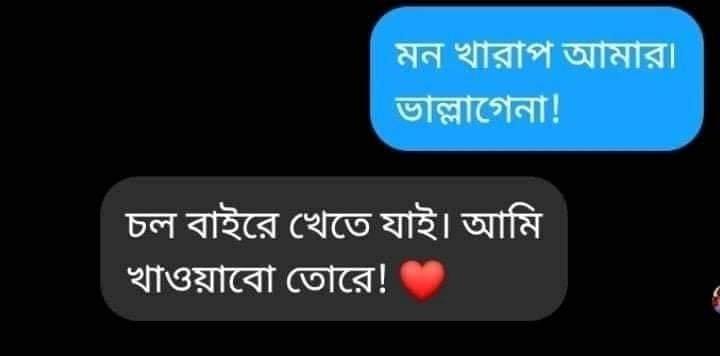 মন খারাপ আমার।
ভাল্লাগেনা!
চল বাইরে খেতে যাই। আমি
খাওয়াবো তোরে! ❤️